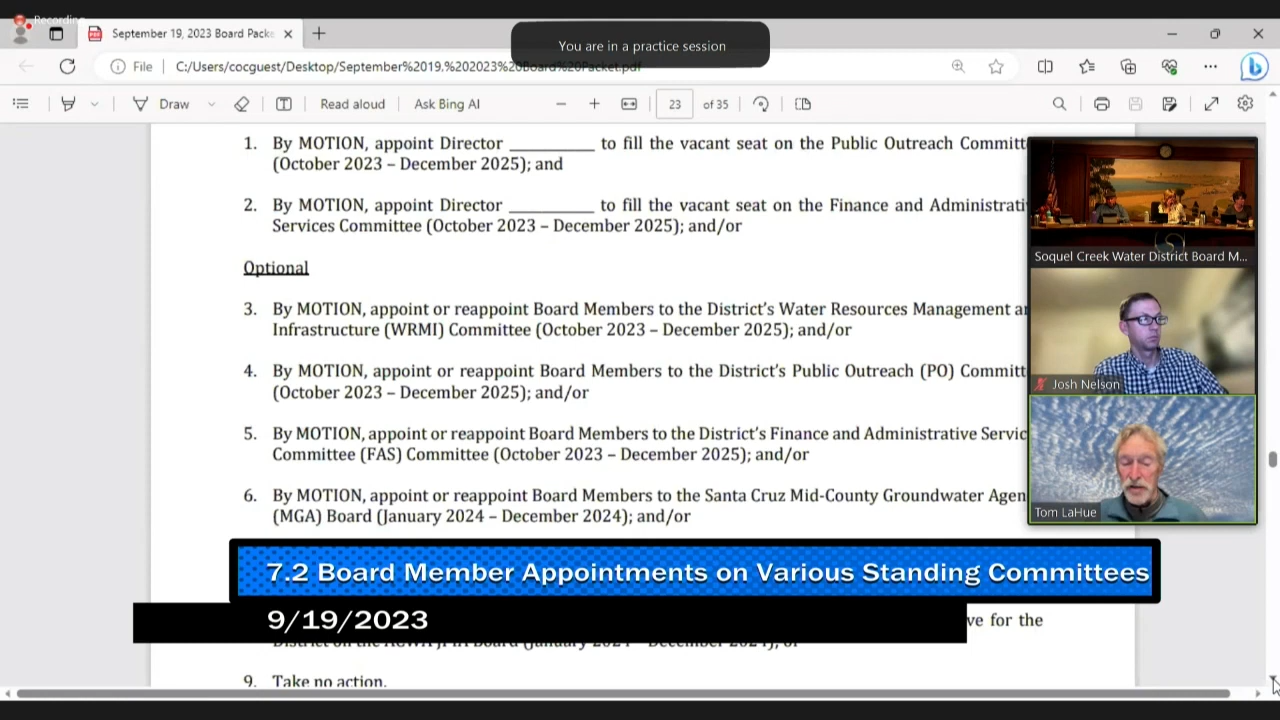 Recording
September 19, 2023 Board Packe
You are in a practice session
File
C:/Users/cocguest/Desktop/September%2019.%202023%20Board%20Packet.pdf
Draw
Read aloud
Ask Bing AI
23
of 35
1. By MOTION, appoint Director __________ to fill the vacant seat on the Public Outreach Committ
(October 2023 – December 2025); and
2. By MOTION, appoint Director __________ to fill the vacant seat on the Finance and Administrati
Services Committee (October 2023 – December 2025); and/or
Optional
3. By MOTION, appoint or reappoint Board Members to the District's Water Resources Management an
Infrastructure (WRMI) Committee (October 2023 – December 2025); and/or
4. By MOTION, appoint or reappoint Board Members to the District's Public Outreach (PO) Committ
(October 2023 – December 2025); and/or
5. By MOTION, appoint or reappoint Board Members to the District's Finance and Administrative Servic
Committee (FAS) Committee (October 2023 – December 2025); and/or
6. By MOTION, appoint or reappoint Board Members to the Santa Cruz Mid-County Groundwater Agen
(MGA) Board (January 2024 – December 2024); and/or
Soquel Creek Water District Board M...
Josh Nelson
Tom LaHue
7.2 Board Member Appointments on Various Standing Committees
9/19/2023
ve for the
9. Take no action.